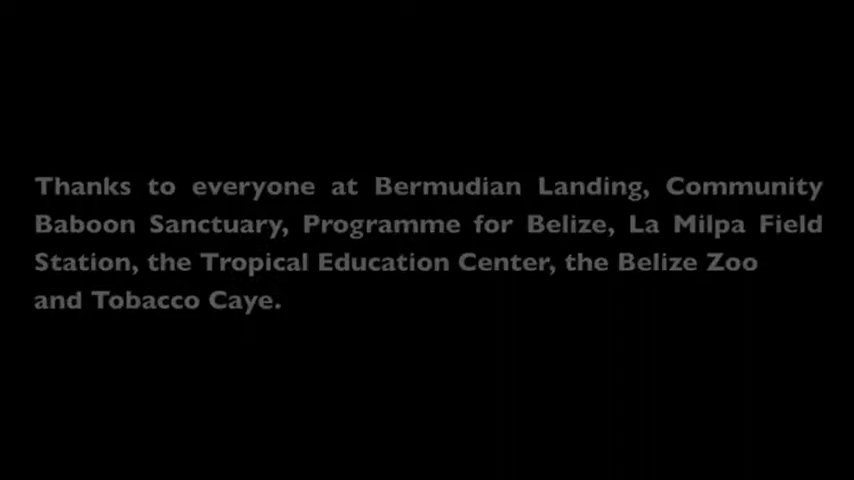 Thanks to everyone at Bermudian Landing, Community
Baboon Sanctuary, Programme for Belize, La Milpa Field
Station, the Tropical Education Center, the Belize Zoo
and Tobacco Caye.